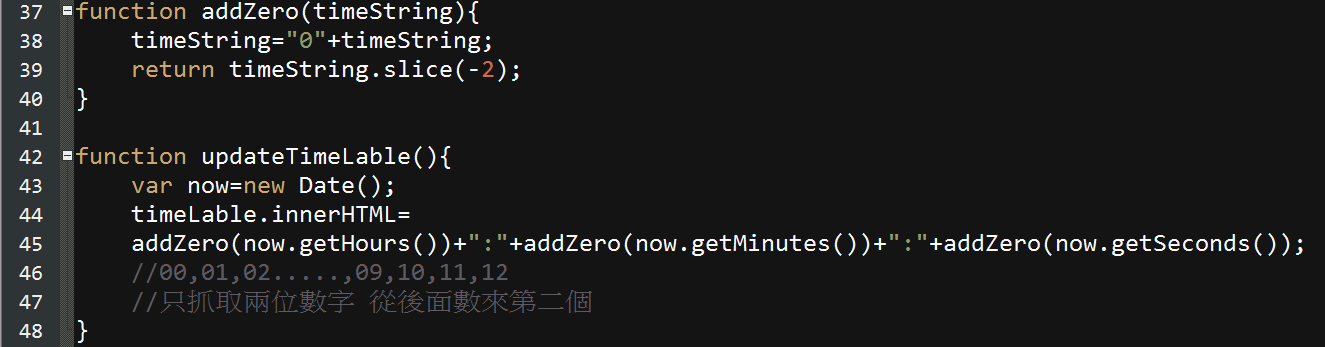 37 function addZero(timeString){
38 timeString="0"+timeString;
39 return timeString.slice(-2);
40 }
41
42 function updateTimeLable(){
43 var now=new Date();
44 timeLable.innerHTML=
45 addZero(now.getHours())+":"+addZero(now.getMinutes())+":"+addZero(now.getSeconds());
46 //00,01,02.....,09,10,11,12
47 //只抓取兩位數字 從後面數來第二個
48 }